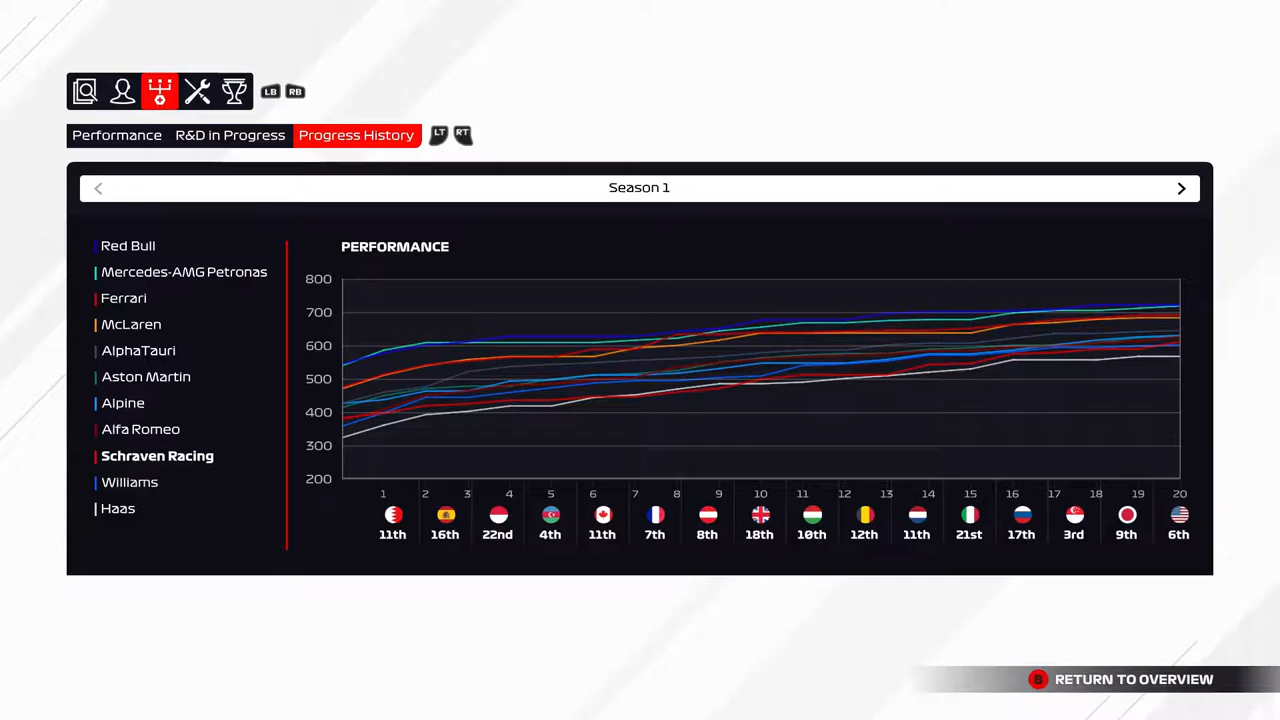 LB RB
Performance R&D in Progress Progress History LT RT
Season 1
Red Bull
Mercedes-AMG Petronas
Ferrari
McLaren
AlphaTauri
Aston Martin
Alpine
Alfa Romeo
Schraven Racing
Williams
Haas
PERFORMANCE
800
700
600
500
400
300
200
1 2 3 4 5 6 7 8 9 10 11 12 13 14 15 16 17 18 19 20
11th 16th 22nd 4th 11th 7th 8th 18th 10th 12th 11th 21st 17th 3rd 9th 6th
B RETURN TO OVERVIEW